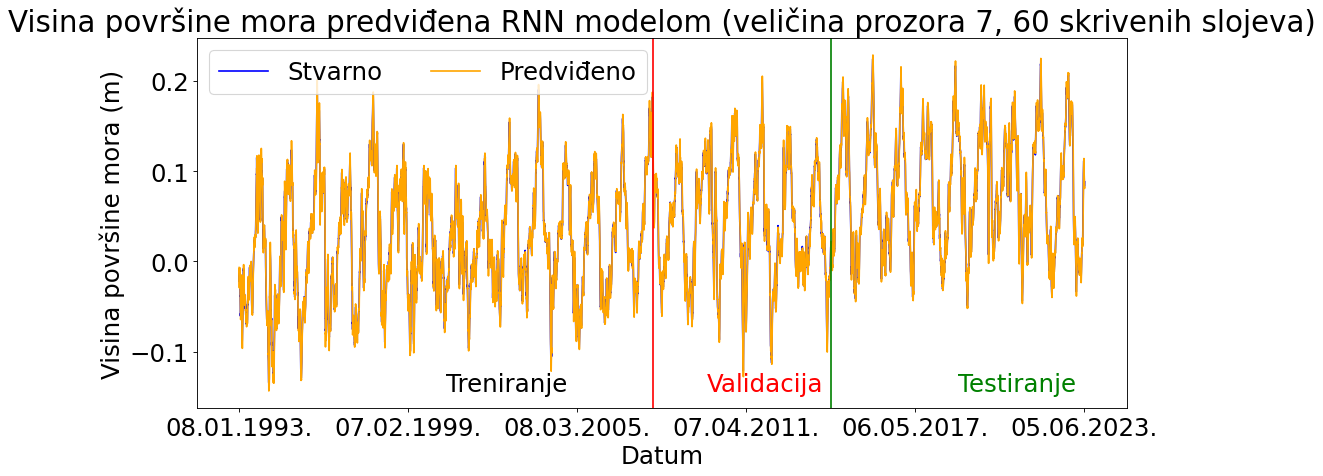 Visina površine mora predviđena RNN modelom (veličina prozora 7, 60 skrivenih slojeva)
Stvarno Predviđeno
Visina površine mora (m)
0.2
0.1
0.0
−0.1
Treniranje Validacija Testiranje
08.01.1993. 07.02.1999. 08.03.2005. 07.04.2011. 06.05.2017. 05.06.2023.
Datum